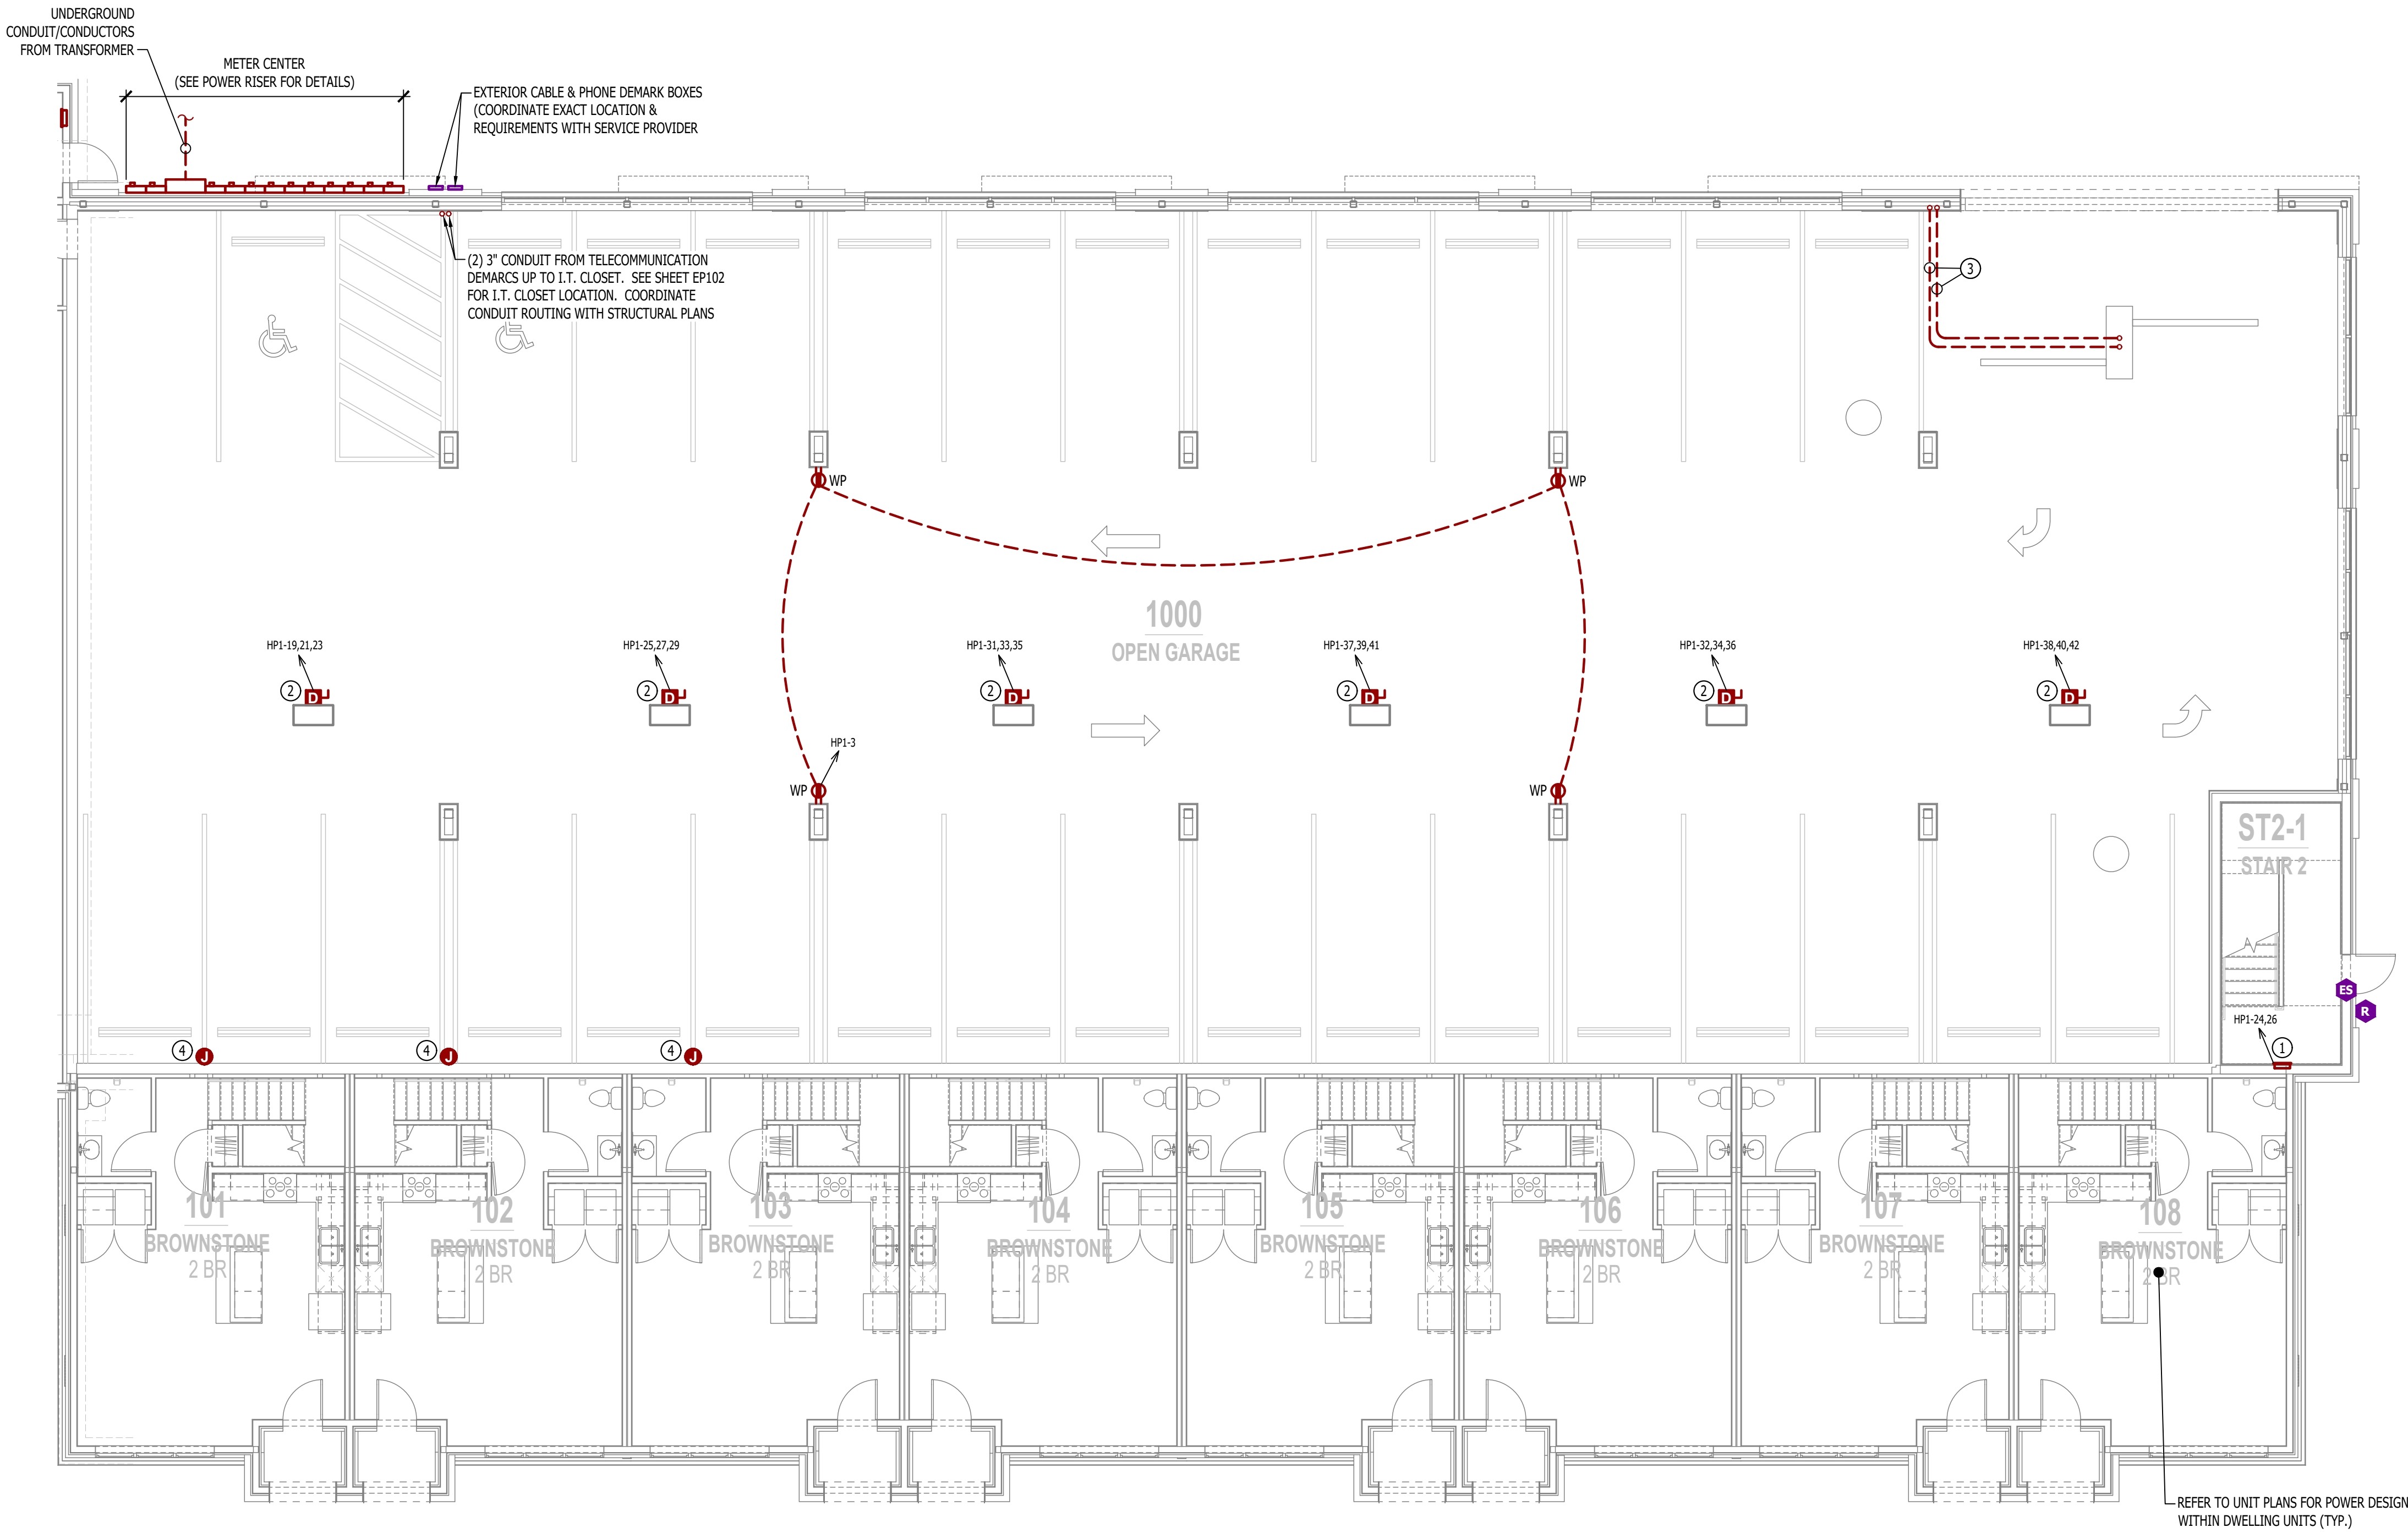 UNDERGROUND
CONDUIT/CONDUCTORS
FROM TRANSFORMER
METER CENTER
(SEE POWER RISER FOR DETAILS)
EXTERIOR CABLE & PHONE DEMARK BOXES
(COORDINATE EXACT LOCATION &
REQUIREMENTS WITH SERVICE PROVIDER
(2) 3" CONDUIT FROM TELECOMMUNICATION
DEMARCS UP TO I.T. CLOSET.  SEE SHEET EP102
FOR I.T. CLOSET LOCATION.  COORDINATE
CONDUIT ROUTING WITH STRUCTURAL PLANS
3
WP
WP
1000
OPEN GARAGE
HP1-19,21,23
HP1-25,27,29
HP1-31,33,35
HP1-37,39,41
HP1-32,34,36
HP1-38,40,42
2
D
2
D
2
D
2
D
2
D
2
D
HP1-3
WP
WP
ST2-1
STAIR 2
ES
R
HP1-24,26
1
4
J
4
J
4
J
101
BROWNSTONE
2 BR
102
BROWNSTONE
2 BR
103
BROWNSTONE
2 BR
104
BROWNSTONE
2 BR
105
BROWNSTONE
2 BR
106
BROWNSTONE
2 BR
107
BROWNSTONE
2 BR
108
BROWNSTONE
2 BR
REFER TO UNIT PLANS FOR POWER DESIGN
WITHIN DWELLING UNITS (TYP.)